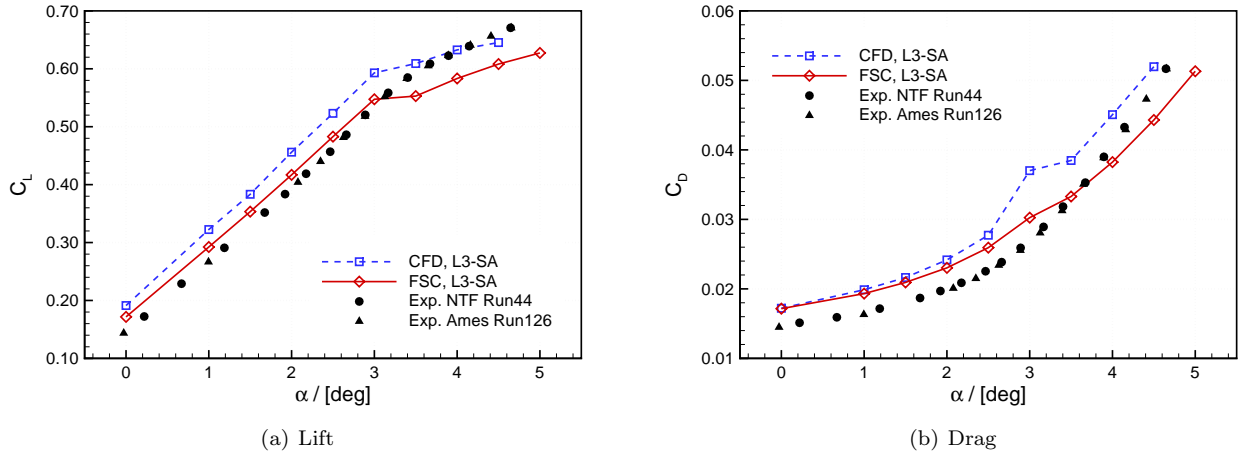 0.70
0.60
0.50
0.40
0.30
0.20
0.10
C_L
0 1 2 3 4 5
α / [deg]
CFD, L3-SA
FSC, L3-SA
Exp. NTF Run44
Exp. Ames Run126
(a) Lift
0.06
0.05
0.04
0.03
0.02
0.01
C_D
0 1 2 3 4 5
α / [deg]
CFD, L3-SA
FSC, L3-SA
Exp. NTF Run44
Exp. Ames Run126
(b) Drag